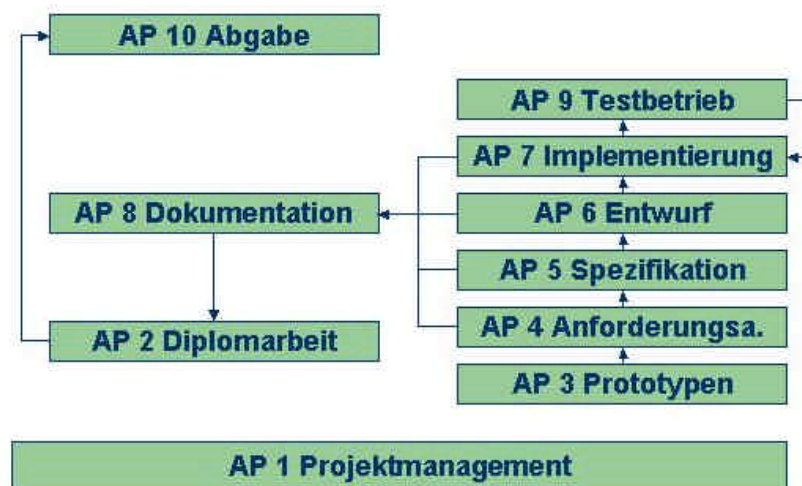 AP 10 Abgabe
AP 9 Testbetrieb
AP 7 Implementierung
AP 8 Dokumentation
AP 6 Entwurf
AP 5 Spezifikation
AP 2 Diplomarbeit
AP 4 Anforderungsa.
AP 3 Prototypen
AP 1 Projektmanagement